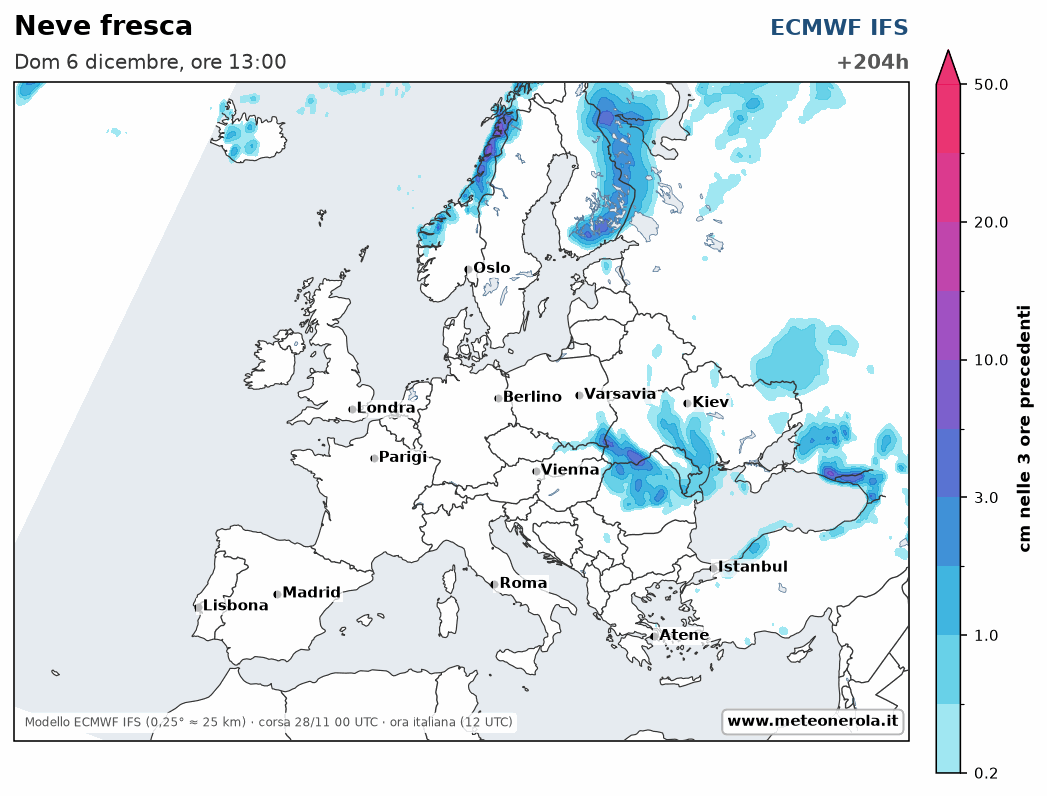 Neve fresca
ECMWF IFS
Dom 6 dicembre, ore 13:00
+204h
50.0
20.0
10.0
3.0
1.0
0.2
cm nelle 3 ore precedenti
Oslo
Berlino
Varsavia
Kiev
Londra
Parigi
Vienna
Istanbul
Roma
Madrid
Lisbona
Atene
Modello ECMWF IFS (0,25° ≈ 25 km) · corsa 28/11 00 UTC · ora italiana (12 UTC)
www.meteonerola.it